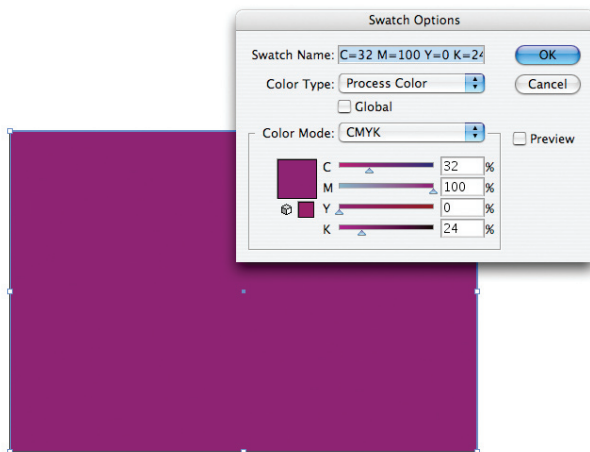 Swatch Options
Swatch Name: C=32 M=100 Y=0 K=24 OK
Color Type: Process Color Cancel
Global
Color Mode: CMYK Preview
C 32 %
M 100 %
Y 0 %
K 24 %